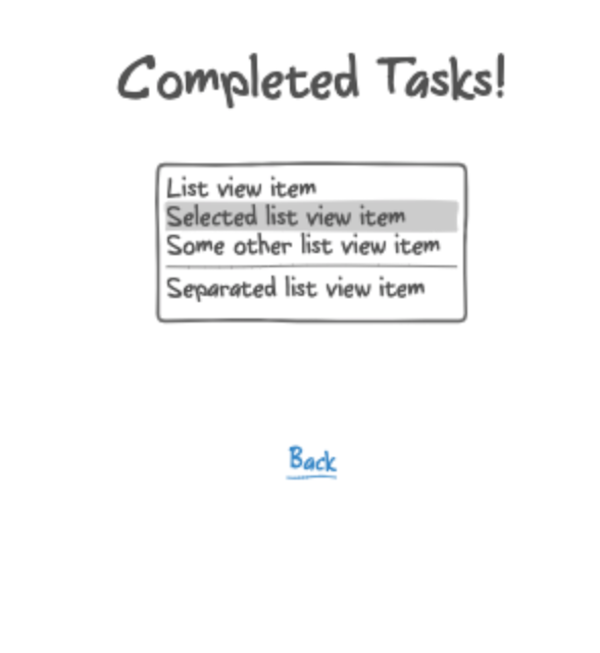 Completed Tasks!
List view item
Selected list view item
Some other list view item
Separated list view item
Back